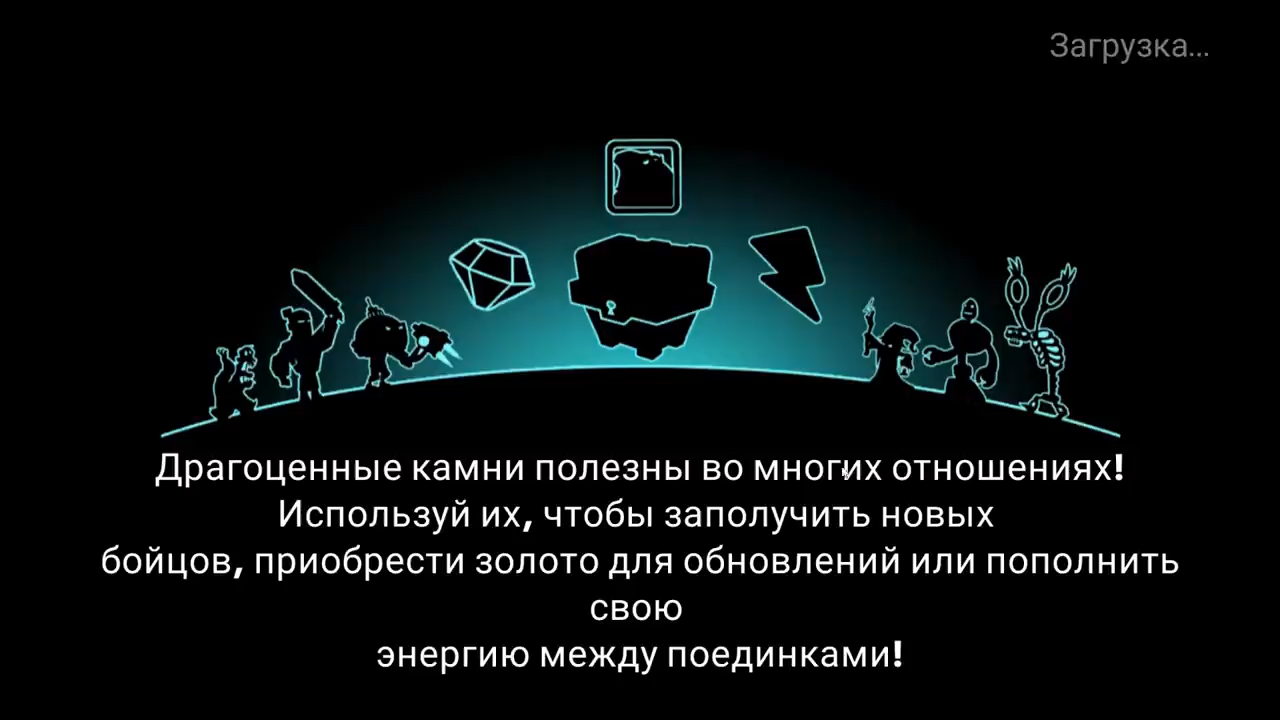 Загрузка...
Драгоценные камни полезны во многих отношениях!
Используй их, чтобы заполучить новых
бойцов, приобрести золото для обновлений или пополнить
свою
энергию между поединками!